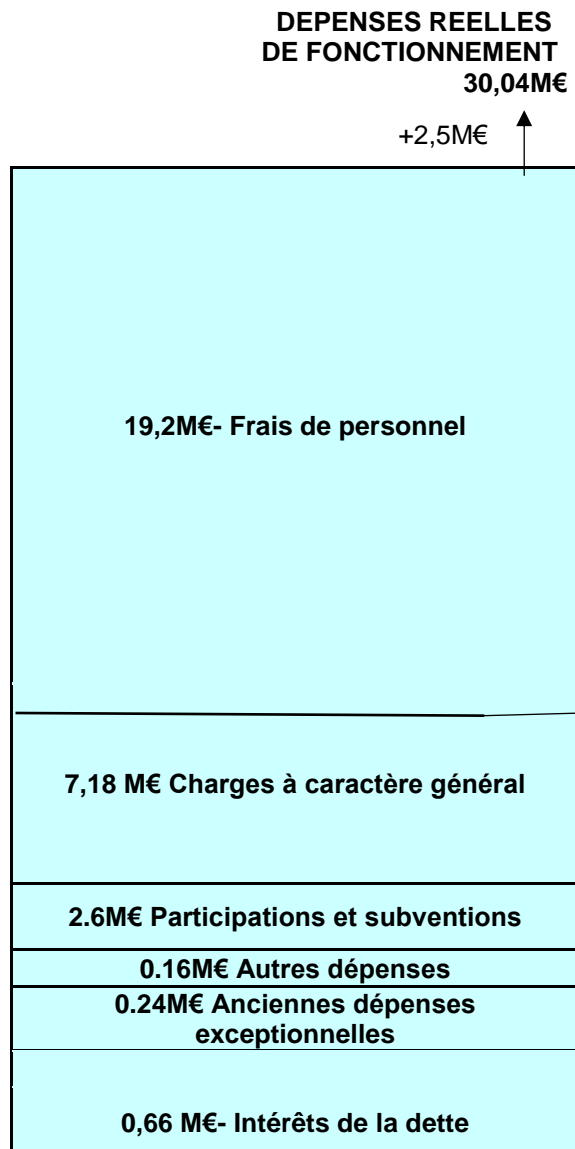 DEPENSES REELLES
DE FONCTIONNEMENT
30,04M€
+2,5M€
19,2M€- Frais de personnel
7,18 M€ Charges à caractère général
2.6M€ Participations et subventions
0.16M€ Autres dépenses
0.24M€ Anciennes dépenses
exceptionnelles
0,66 M€- Intérêts de la dette